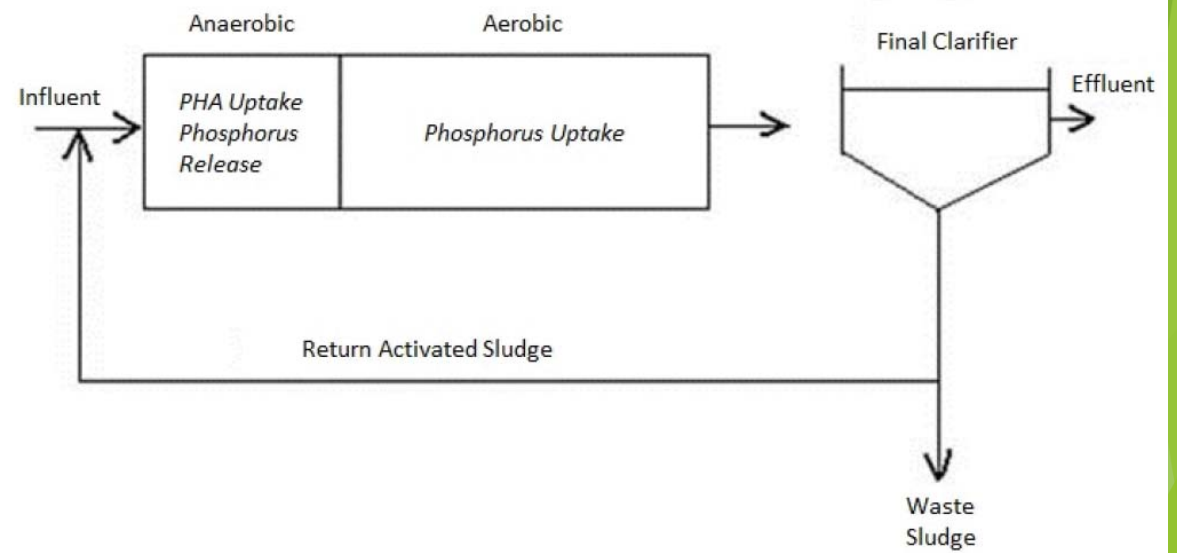 Anaerobic
Aerobic
Final Clarifier
Influent
Effluent
PHA Uptake
Phosphorus
Release
Phosphorus Uptake
Return Activated Sludge
Waste
Sludge